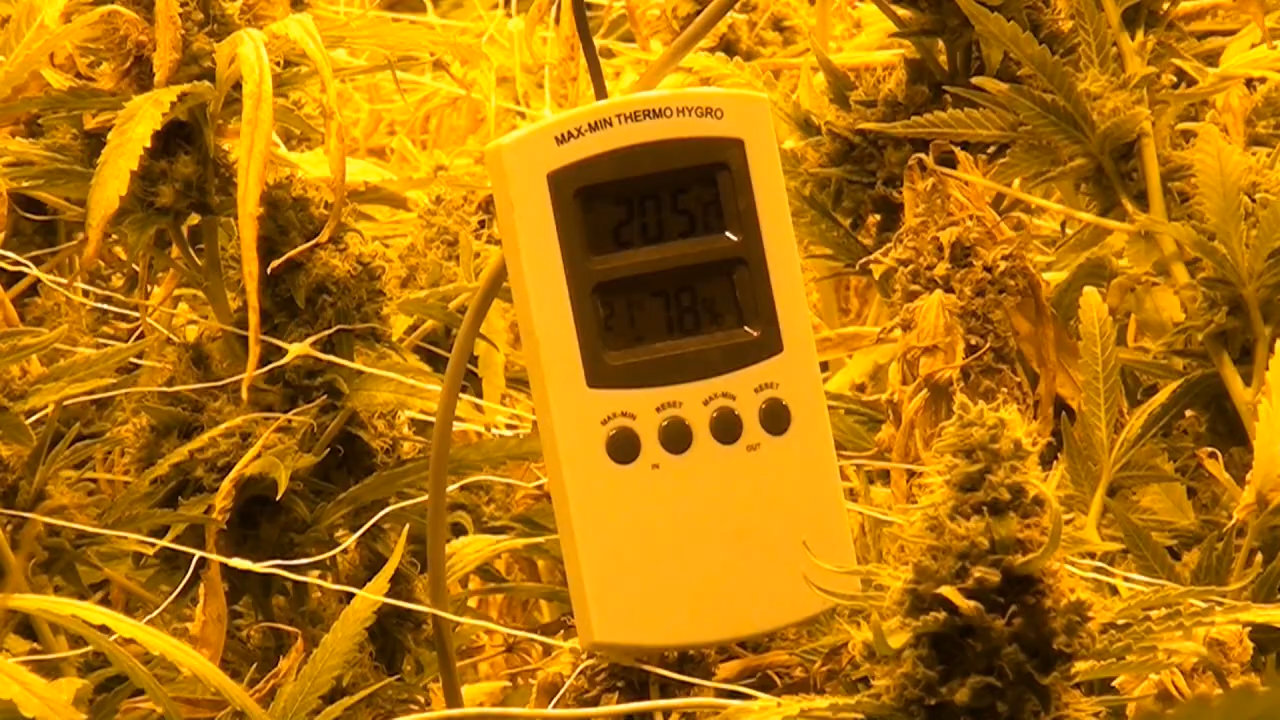 MAX-MIN THERMO HYGRO
20.5
21 78%
MAX-MIN RESET MAX-MIN RESET
IN OUT